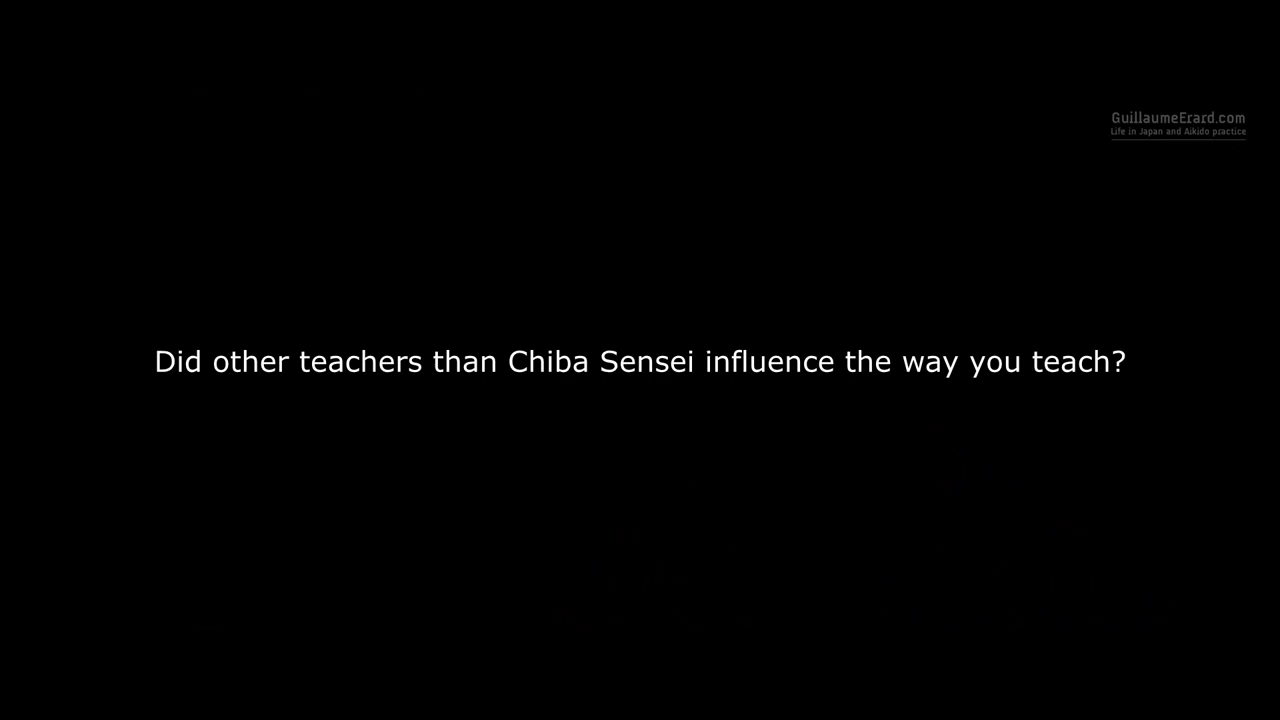 GuillaumeErard.com
Life in Japan and Aikido practice
Did other teachers than Chiba Sensei influence the way you teach?